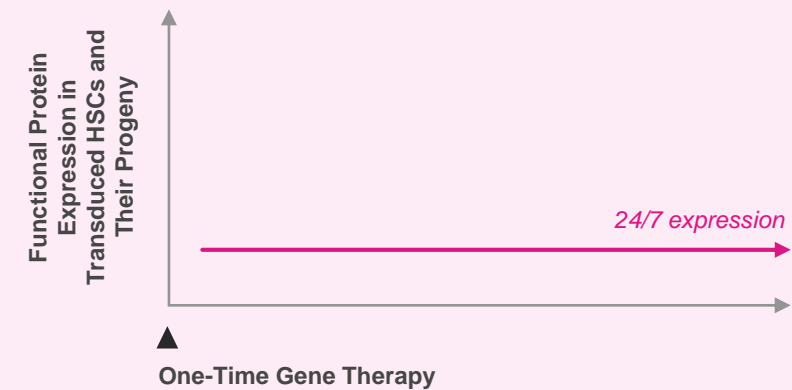 Functional Protein
Expression in
Transduced HSCs and
Their Progeny
24/7 expression
One-Time Gene Therapy